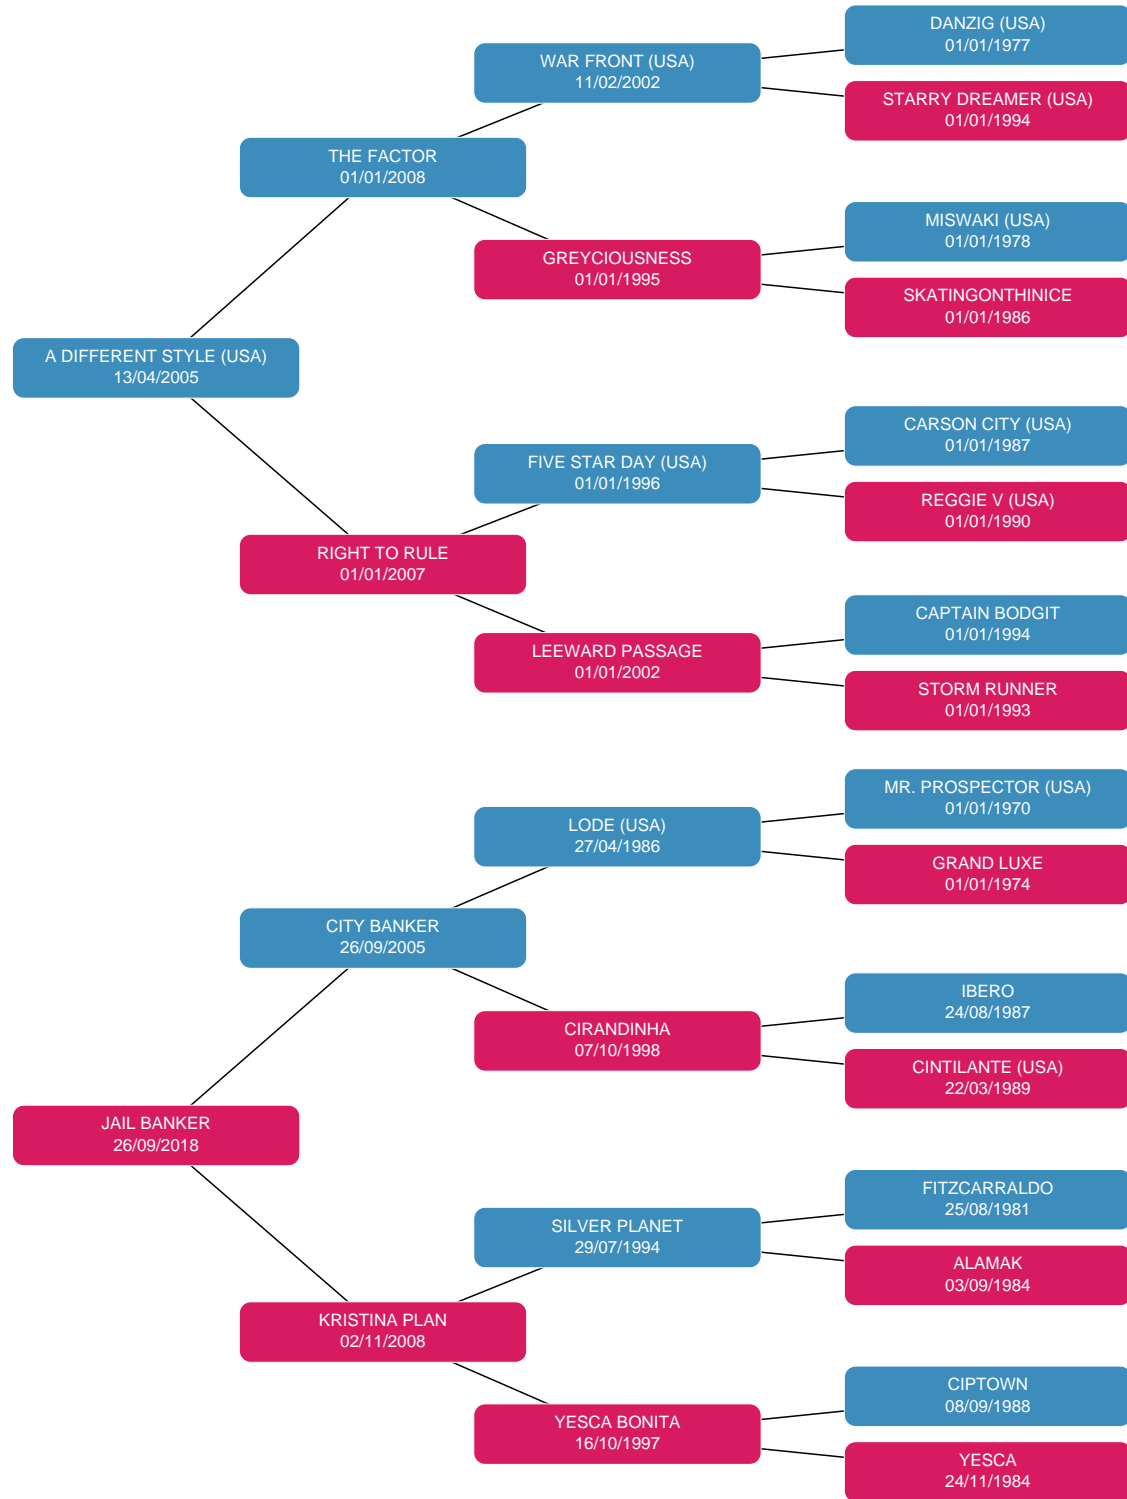 DANZIG (USA)
01/01/1977
WAR FRONT (USA)
11/02/2002
STARRY DREAMER (USA)
01/01/1994
THE FACTOR
01/01/2008
MISWAKI (USA)
01/01/1978
GREYCIOUSNESS
01/01/1995
SKATINGONTHINICE
01/01/1986
A DIFFERENT STYLE (USA)
13/04/2005
CARSON CITY (USA)
01/01/1987
FIVE STAR DAY (USA)
01/01/1996
REGGIE V (USA)
01/01/1990
RIGHT TO RULE
01/01/2007
CAPTAIN BODGIT
01/01/1994
LEEWARD PASSAGE
01/01/2002
STORM RUNNER
01/01/1993
MR. PROSPECTOR (USA)
01/01/1970
LODE (USA)
27/04/1986
GRAND LUXE
01/01/1974
CITY BANKER
26/09/2005
IBERO
24/08/1987
CIRANDINHA
07/10/1998
CINTILANTE (USA)
22/03/1989
JAIL BANKER
26/09/2018
FITZCARRALDO
25/08/1981
SILVER PLANET
29/07/1994
ALAMAK
03/09/1984
KRISTINA PLAN
02/11/2008
CIPTOWN
08/09/1988
YESCA BONITA
16/10/1997
YESCA
24/11/1984